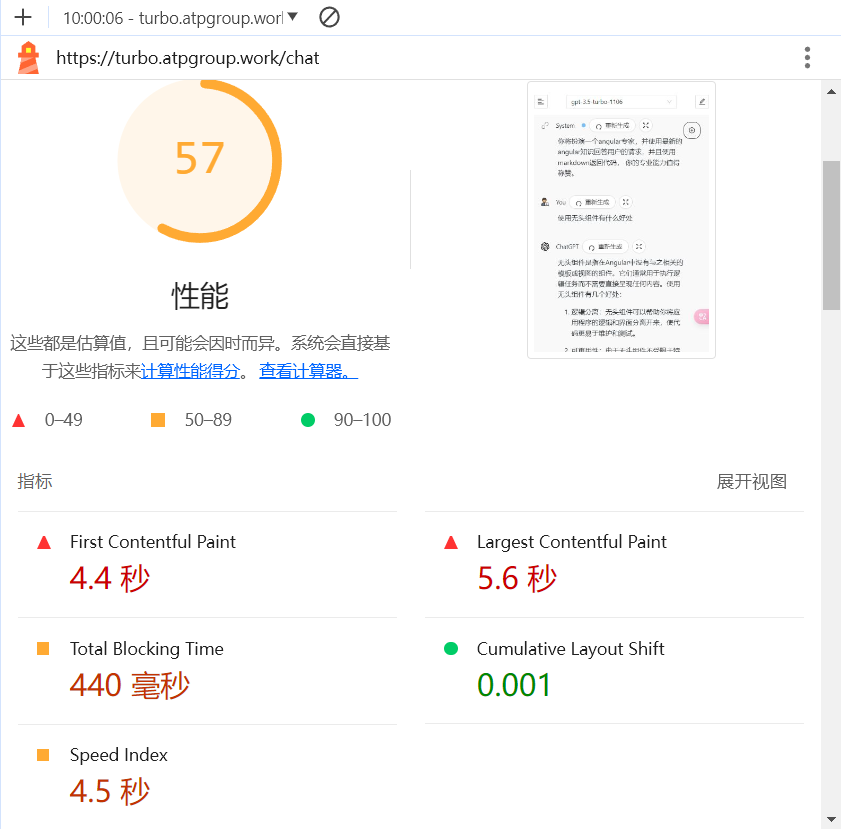 10:00:06 - turbo.atpgroup.worl
https://turbo.atpgroup.work/chat
57
性能
这些都是估算值，且可能会因时而异。系统会直接基
于这些指标来计算性能得分。查看计算器。
0–49
50–89
90–100
gpt-3.5-turbo-1106
System 重新生成
你将扮演一个angular专家，并使用最新的
angular知识回答用户的请求，并且使用
markdown返回代码， 你的专业能力值得
称赞。
You 重新生成
使用无头组件有什么好处
ChatGPT 重新生成
无头组件是指在Angular中没有与之相关的
模板或视图的组件。它们通常用于执行逻
辑任务而不需要直接呈现任何内容。使用
无头组件有几个好处：
1. 逻辑分离：无头组件可以帮助你将应
用程序的逻辑和界面分离开来，使代
码更易于维护和测试。
指标
展开视图
First Contentful Paint
4.4 秒
Largest Contentful Paint
5.6 秒
Total Blocking Time
440 毫秒
Cumulative Layout Shift
0.001
Speed Index
4.5 秒